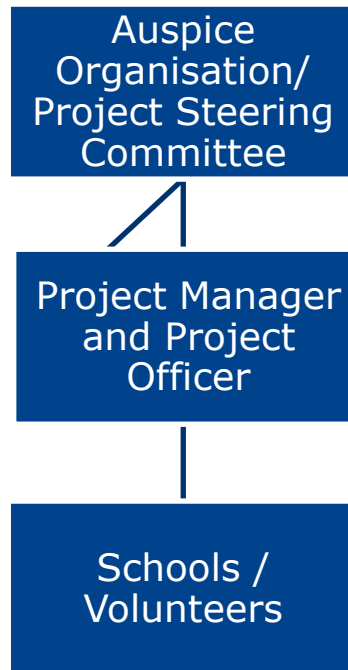 Auspice
Organisation/
Project Steering
Committee
Project Manager
and Project
Officer
Schools /
Volunteers